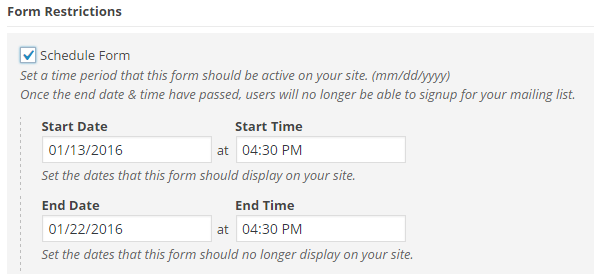 Form Restrictions
Schedule Form
Set a time period that this form should be active on your site. (mm/dd/yyyy)
Once the end date & time have passed, users will no longer be able to signup for your mailing list.
Start Date Start Time
01/13/2016 at 04:30 PM
Set the dates that this form should display on your site.
End Date End Time
01/22/2016 at 04:30 PM
Set the dates that this form should no longer display on your site.